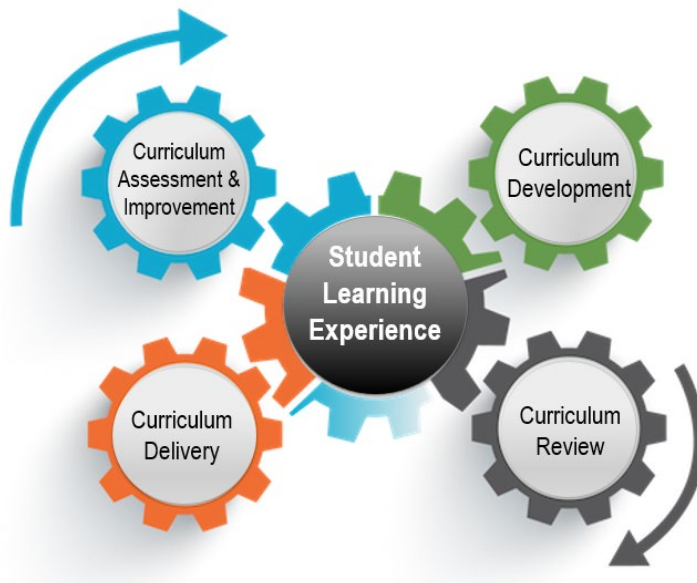 Curriculum
Assessment &
Improvement
Curriculum
Development
Student
Learning
Experience
Curriculum
Delivery
Curriculum
Review